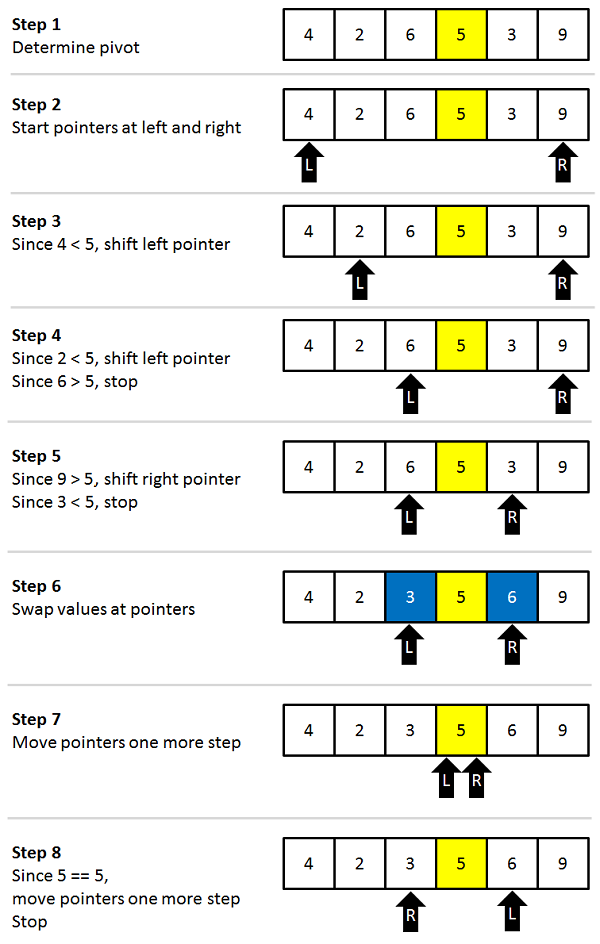 Step 1
Determine pivot
4 2 6 5 3 9
Step 2
Start pointers at left and right
4 2 6 5 3 9
L R
Step 3
Since 4 < 5, shift left pointer
4 2 6 5 3 9
L R
Step 4
Since 2 < 5, shift left pointer
Since 6 > 5, stop
4 2 6 5 3 9
L R
Step 5
Since 9 > 5, shift right pointer
Since 3 < 5, stop
4 2 6 5 3 9
L R
Step 6
Swap values at pointers
4 2 3 5 6 9
L R
Step 7
Move pointers one more step
4 2 3 5 6 9
L R
Step 8
Since 5 == 5,
move pointers one more step
Stop
4 2 3 5 6 9
R L